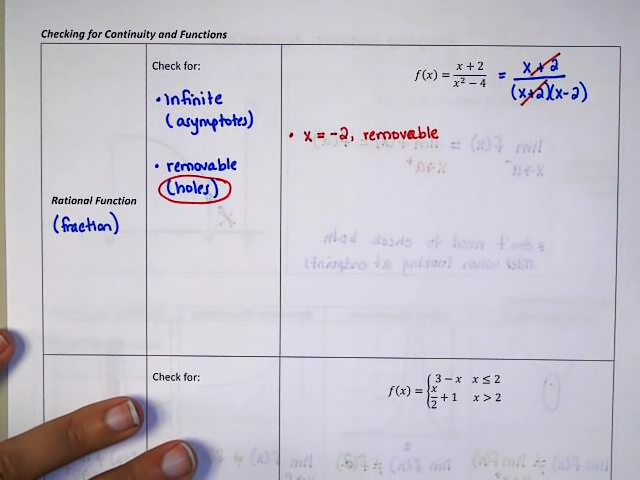 Checking for Continuity and Functions
Check for:
• Infinite
(asymptotes)
• removable
(holes)
Rational Function
(fraction)
f(x) = x + 2 / x² − 4 = x + 2 / (x+2)(x-2)
• x = -2, removable
Check for:
f(x) = { 3 − x   x ≤ 2
x/2 + 1   x > 2